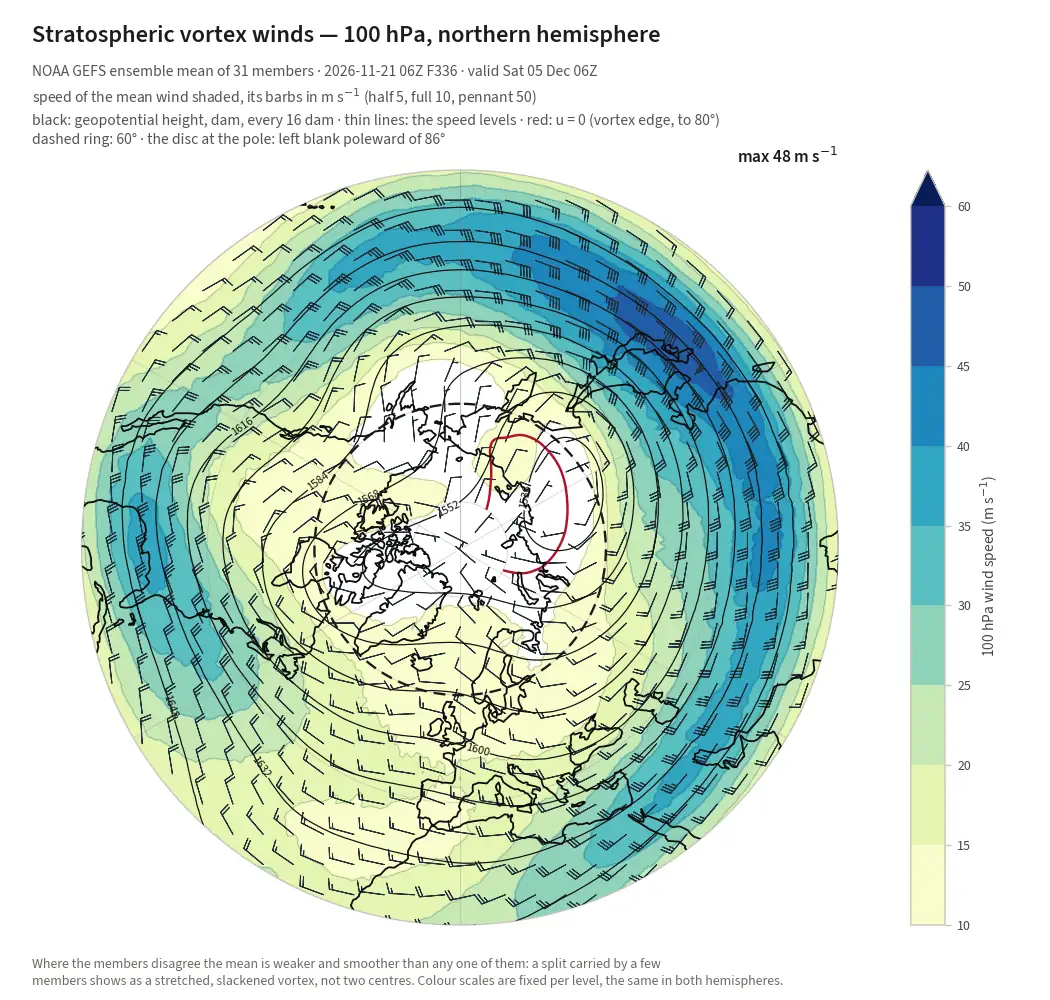 Stratospheric vortex winds — 100 hPa, northern hemisphere
NOAA GEFS ensemble mean of 31 members · 2026-11-21 06Z F336 · valid Sat 05 Dec 06Z
speed of the mean wind shaded, its barbs in m s⁻¹ (half 5, full 10, pennant 50)
black: geopotential height, dam, every 16 dam · thin lines: the speed levels · red: u = 0 (vortex edge, to 80°)
dashed ring: 60° · the disc at the pole: left blank poleward of 86°
max 48 m s⁻¹
60
50
45
40
35
30
25
20
15
10
100 hPa wind speed (m s⁻¹)
1616
1584
1568
1552
1648
1632
1600
Where the members disagree the mean is weaker and smoother than any one of them: a split carried by a few
members shows as a stretched, slackened vortex, not two centres. Colour scales are fixed per level, the same in both hemispheres.